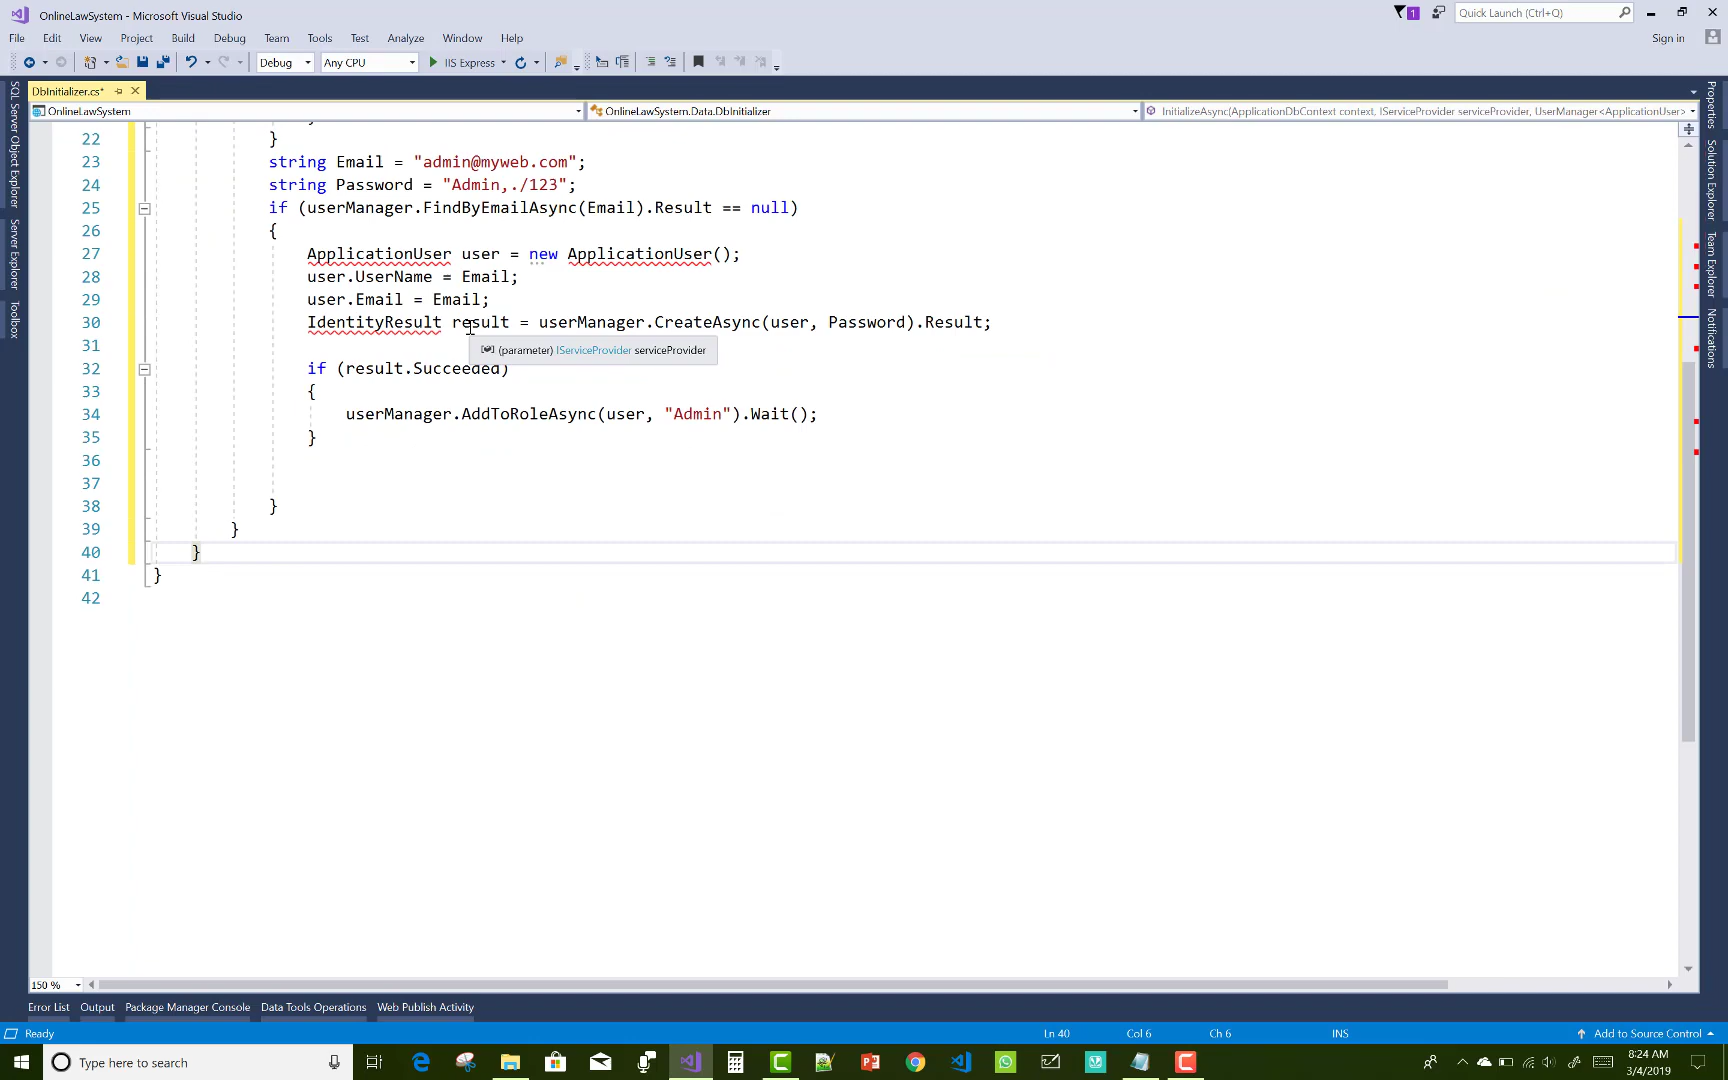 OnlineLawSystem - Microsoft Visual Studio
1
Quick Launch (Ctrl+Q)
File Edit View Project Build Debug Team Tools Test Analyze Window Help
Sign in
Debug Any CPU IIS Express
DbInitializer.cs*
OnlineLawSystem OnlineLawSystem.Data.DbInitializer InitializeAsync(ApplicationDbContext context, IServiceProvider serviceProvider, UserManager<ApplicationUser>
SQL Server Object Explorer
Server Explorer
Toolbox
22 }
23 string Email = "admin@myweb.com";
24 string Password = "Admin,./123";
25 if (userManager.FindByEmailAsync(Email).Result == null)
26 {
27 ApplicationUser user = new ApplicationUser();
28 user.UserName = Email;
29 user.Email = Email;
30 IdentityResult result = userManager.CreateAsync(user, Password).Result;
31
(parameter) IServiceProvider serviceProvider
32 if (result.Succeeded)
33 {
34 userManager.AddToRoleAsync(user, "Admin").Wait();
35 }
36
37
38 }
39 }
40 }
41 }
42
Properties
Solution Explorer
Team Explorer
Notifications
150 %
Error List Output Package Manager Console Data Tools Operations Web Publish Activity
Ready Ln 40 Col 6 Ch 6 INS Add to Source Control
Type here to search
8:24 AM
3/4/2019